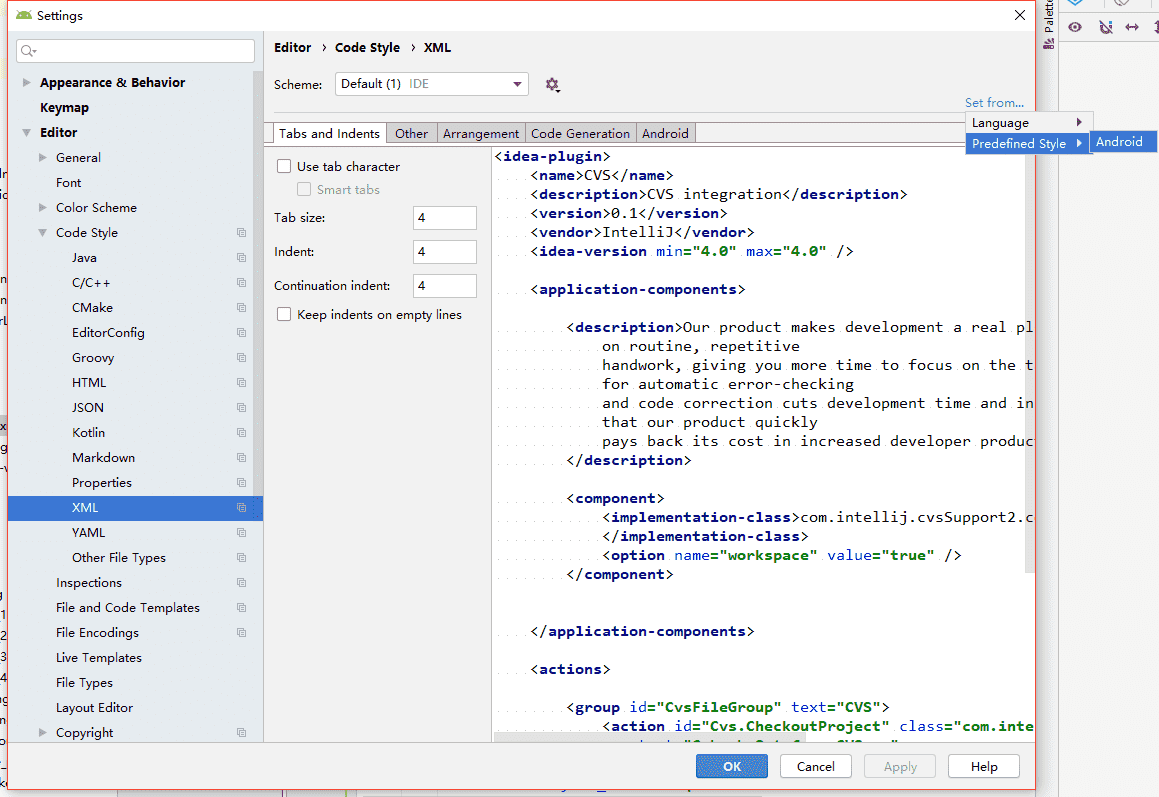 Settings
Palette
Appearance & Behavior
Keymap
Editor
General
Font
Color Scheme
Code Style
Java
C/C++
CMake
EditorConfig
Groovy
HTML
JSON
Kotlin
Markdown
Properties
XML
YAML
Other File Types
Inspections
File and Code Templates
File Encodings
Live Templates
File Types
Layout Editor
Copyright
Editor › Code Style › XML
Scheme: Default (1) IDE
Set from...
Language
Predefined Style
Android
Tabs and Indents Other Arrangement Code Generation Android
Use tab character
Smart tabs
Tab size: 4
Indent: 4
Continuation indent: 4
Keep indents on empty lines
<idea-plugin>
<name>CVS</name>
<description>CVS integration</description>
<version>0.1</version>
<vendor>IntelliJ</vendor>
<idea-version min="4.0" max="4.0" />
<application-components>
<description>Our product makes development a real pl
on routine, repetitive
handwork, giving you more time to focus on the t
for automatic error-checking
and code correction cuts development time and in
that our product quickly
pays back its cost in increased developer produc
</description>
<component>
<implementation-class>com.intellij.cvsSupport2.c
</implementation-class>
<option name="workspace" value="true" />
</component>
</application-components>
<actions>
<group id="CvsFileGroup" text="CVS">
<action id="Cvs.CheckoutProject" class="com.inte
OK Cancel Apply Help